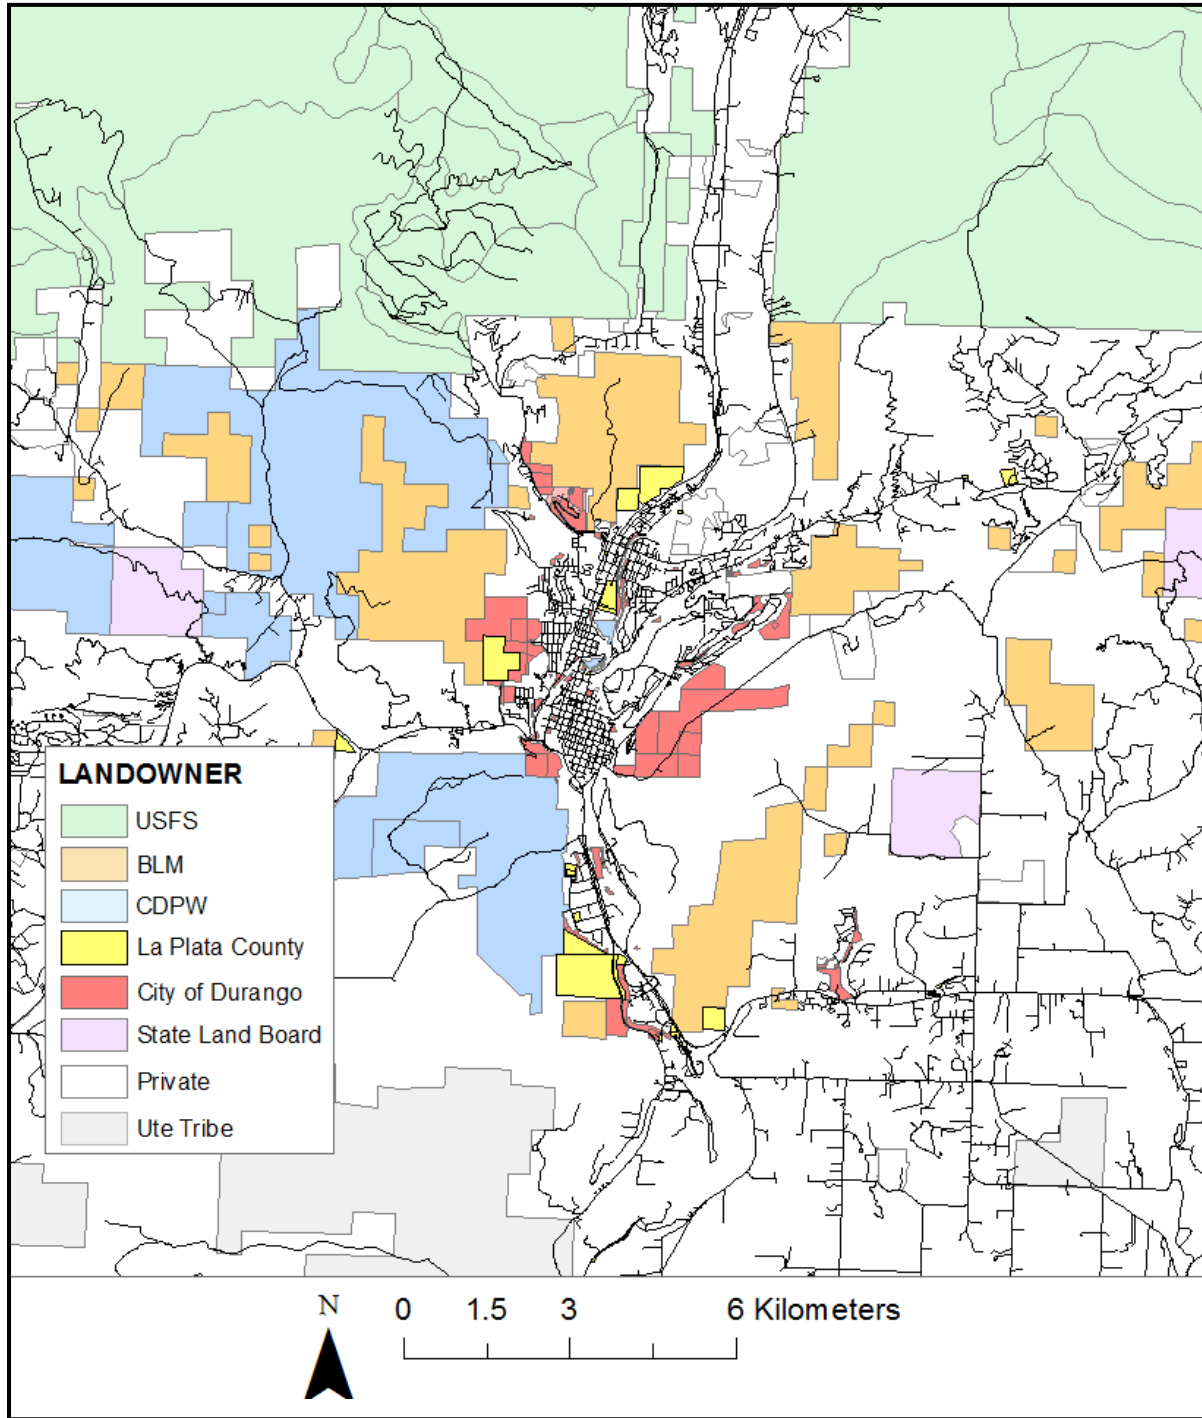 LANDOWNER
USFS
BLM
CDPW
La Plata County
City of Durango
State Land Board
Private
Ute Tribe
N
0 1.5 3 6 Kilometers